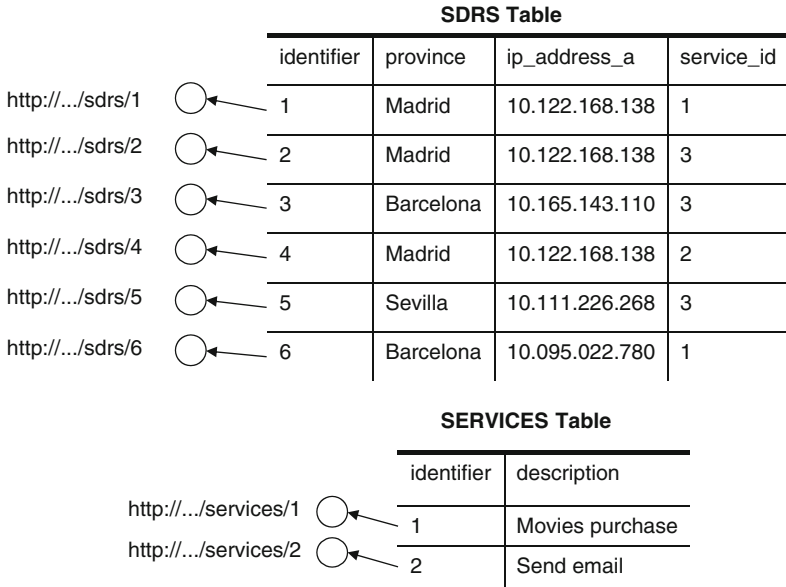 SDRS Table
identifier province ip_address_a service_id
http://.../sdrs/1 1 Madrid 10.122.168.138 1
http://.../sdrs/2 2 Madrid 10.122.168.138 3
http://.../sdrs/3 3 Barcelona 10.165.143.110 3
http://.../sdrs/4 4 Madrid 10.122.168.138 2
http://.../sdrs/5 5 Sevilla 10.111.226.268 3
http://.../sdrs/6 6 Barcelona 10.095.022.780 1
SERVICES Table
identifier description
http://.../services/1 1 Movies purchase
http://.../services/2 2 Send email